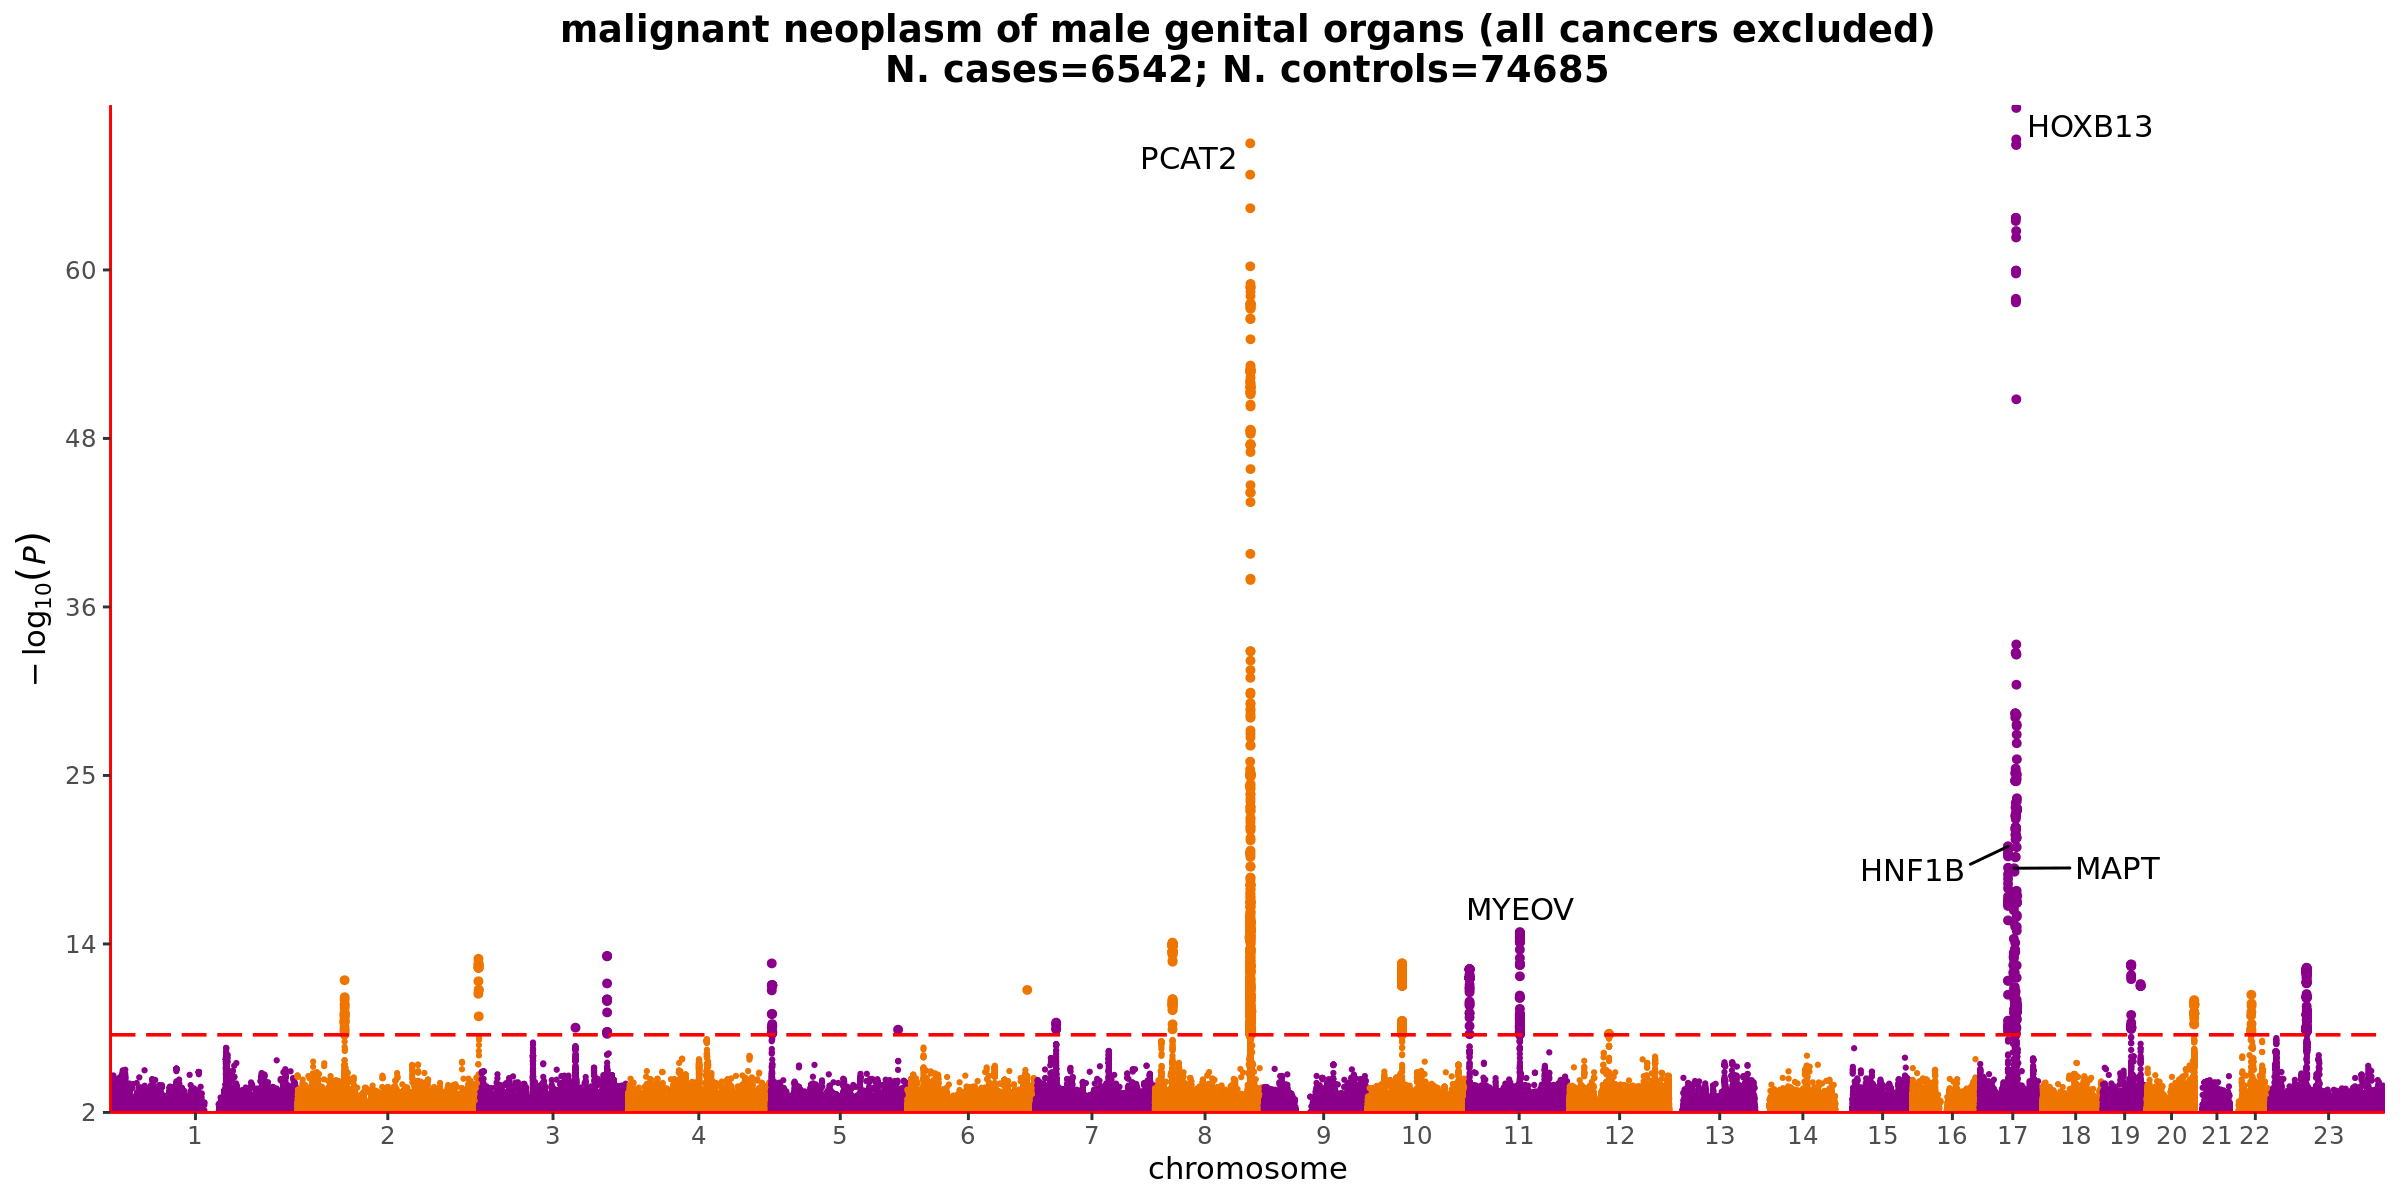 malignant neoplasm of male genital organs (all cancers excluded)
N. cases=6542; N. controls=74685
PCAT2
HOXB13
60
48
36
25
14
2
− log10(P)
HNF1B
MAPT
MYEOV
1 2 3 4 5 6 7 8 9 10 11 12 13 14 15 16 17 18 19 20 21 22 23
chromosome